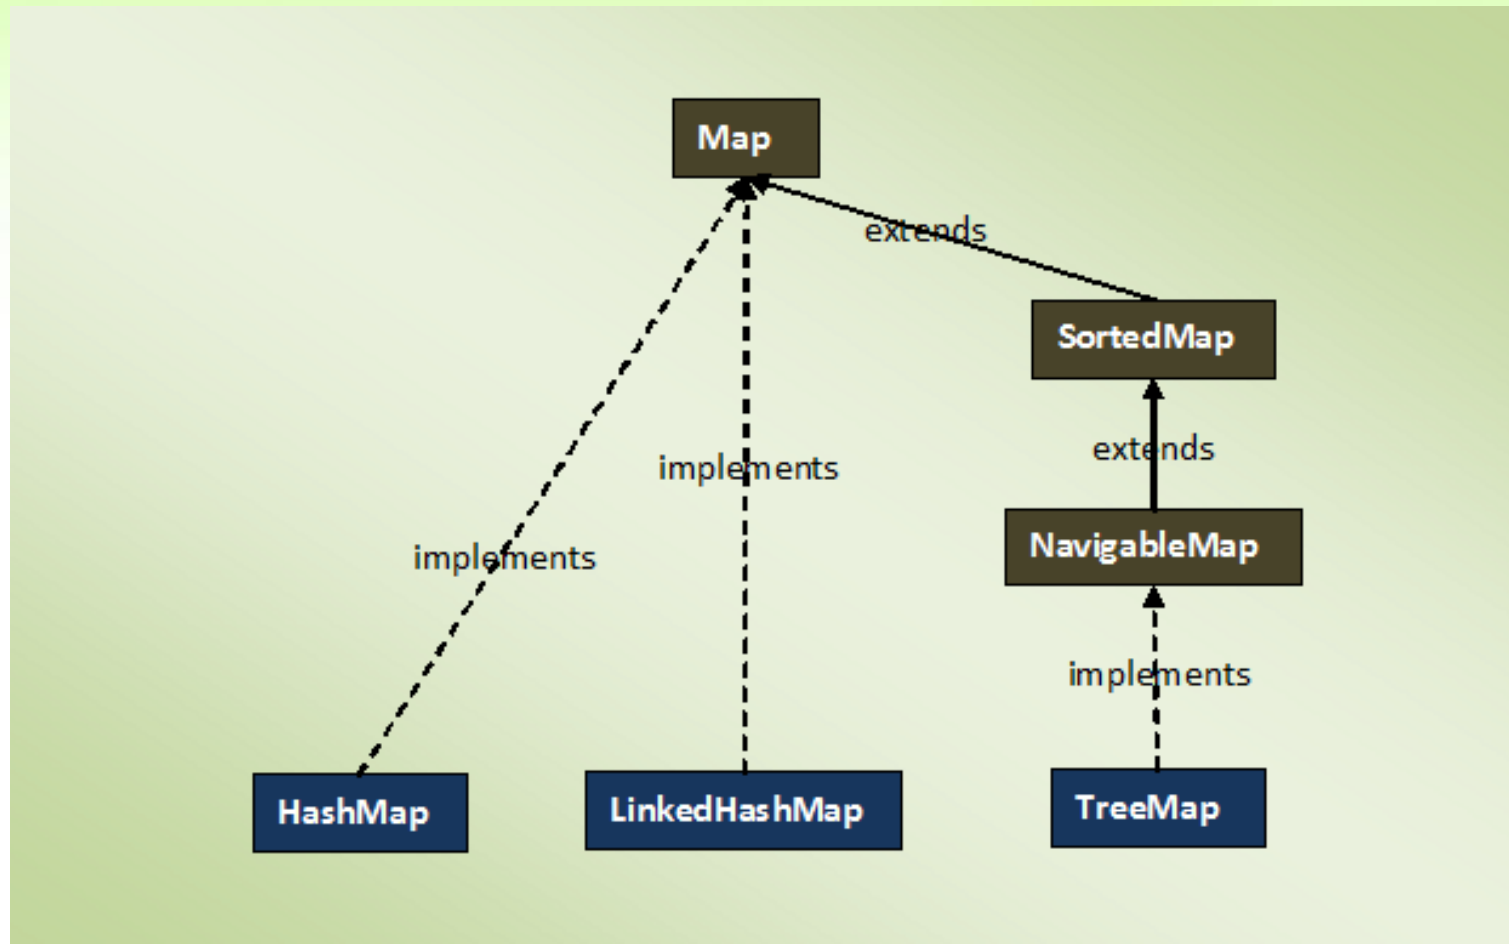 Map
extends
SortedMap
extends
implements
NavigableMap
implements
implements
HashMap
LinkedHashMap
TreeMap